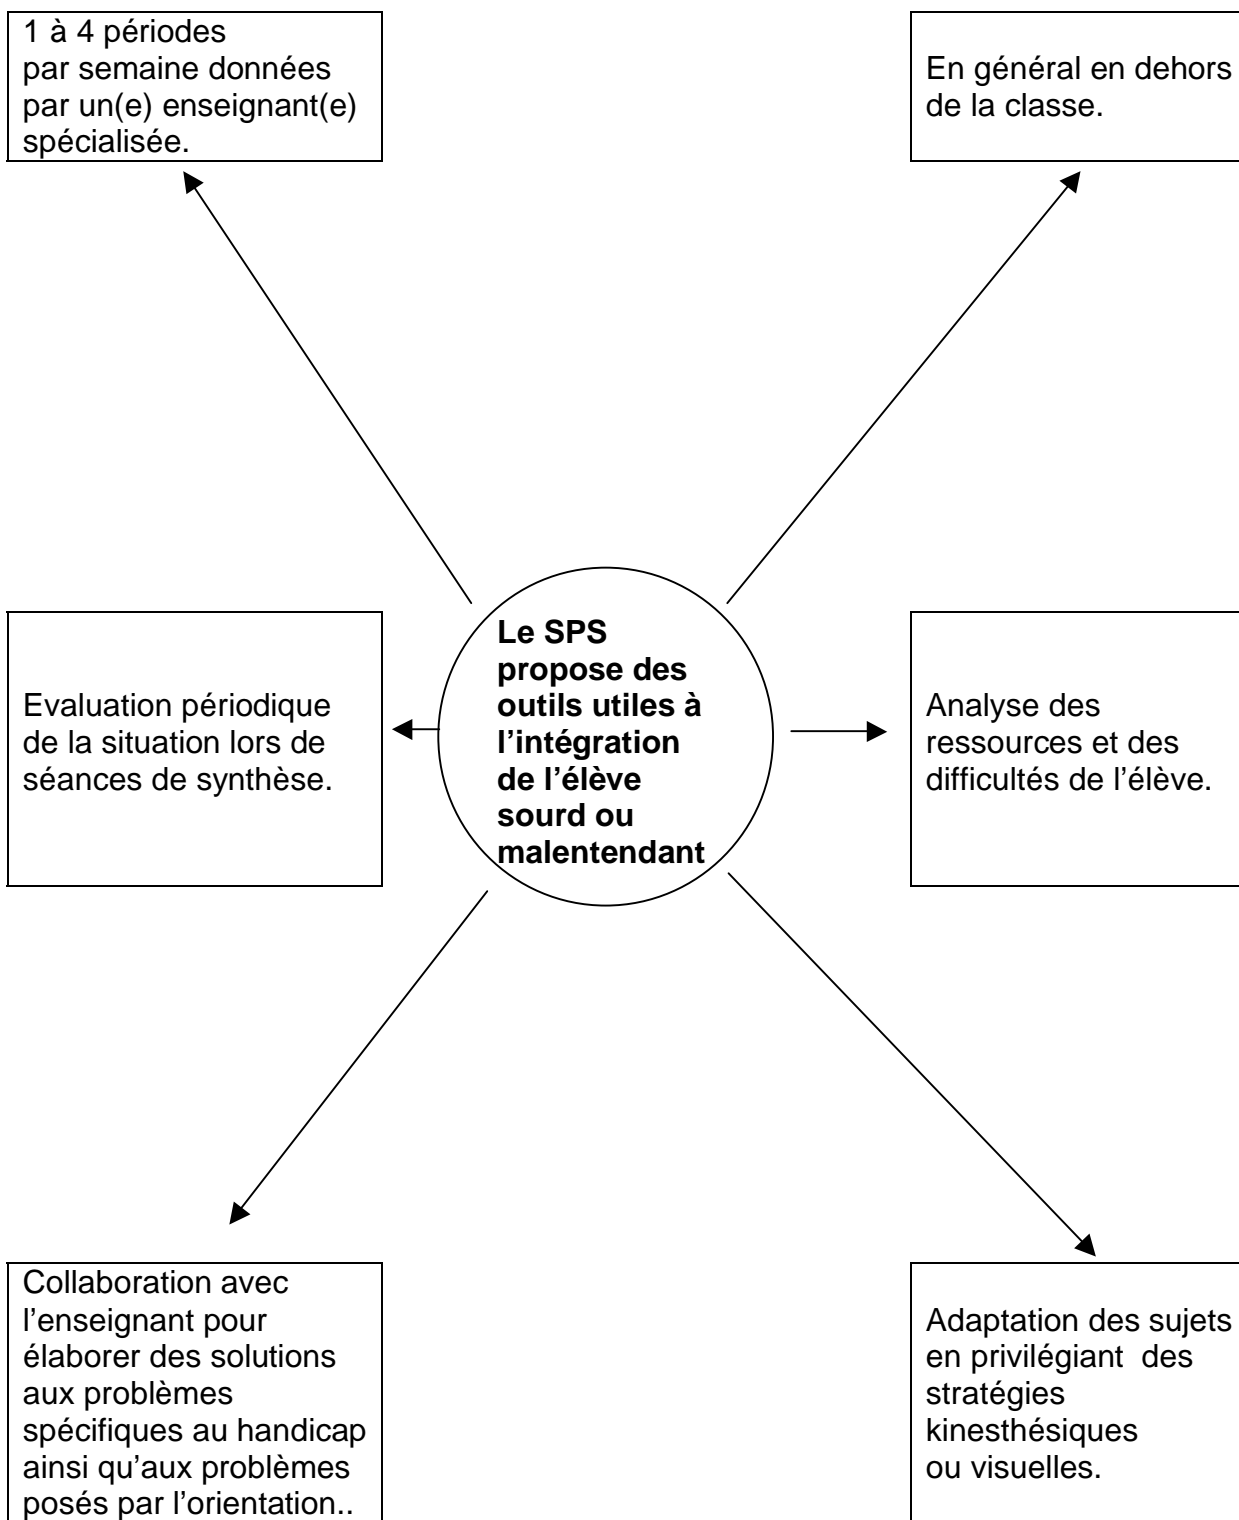 1 à 4 périodes
par semaine données
par un(e) enseignant(e)
spécialisée.
En général en dehors
de la classe.
Le SPS
propose des
outils utiles à
l’intégration
de l’élève
sourd ou
malentendant
Evaluation périodique
de la situation lors de
séances de synthèse.
Analyse des
ressources et des
difficultés de l’élève.
Collaboration avec
l’enseignant pour
élaborer des solutions
aux problèmes
spécifiques au handicap
ainsi qu’aux problèmes
posés par l’orientation..
Adaptation des sujets
en privilégiant  des
stratégies
kinesthésiques
ou visuelles.